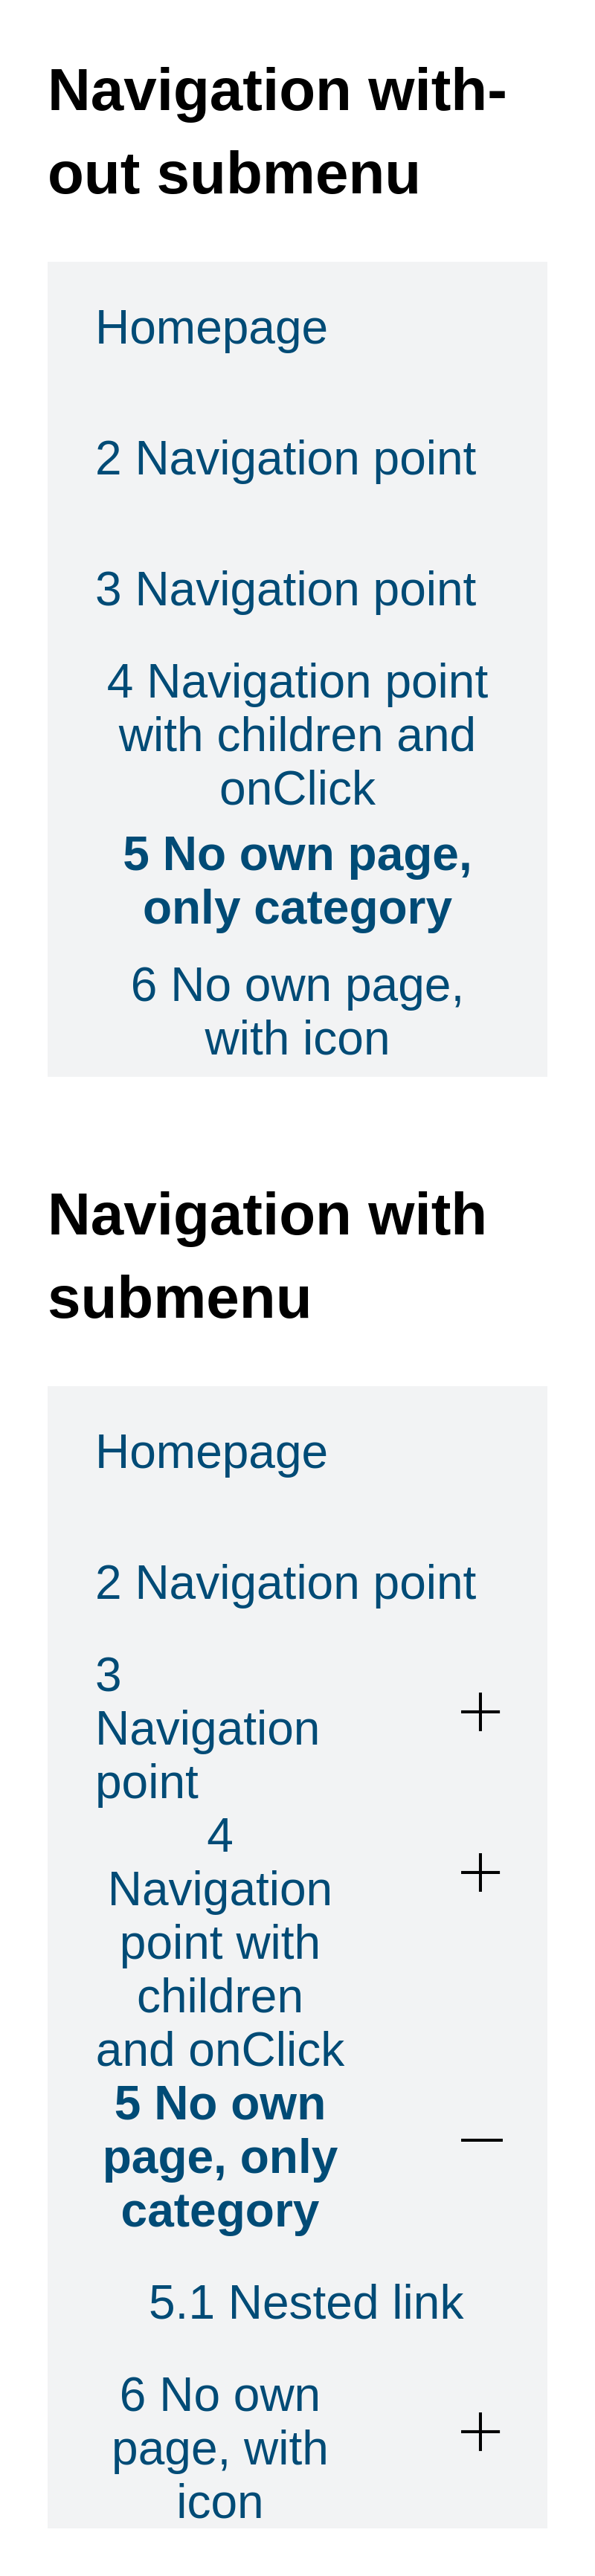 Navigation with-
out submenu
Homepage
2 Navigation point
3 Navigation point
4 Navigation point
with children and
onClick
5 No own page,
only category
6 No own page,
with icon
Navigation with
submenu
Homepage
2 Navigation point
3
Navigation
point
4
Navigation
point with
children
and onClick
5 No own
page, only
category
5.1 Nested link
6 No own
page, with
icon